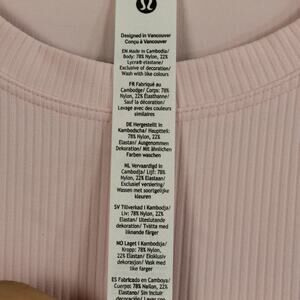 Designed in Vancouver
Conçu à Vancouver
EN Made in Cambodia/
Body: 78% Nylon, 22%
Lycra® elastane/
Exclusive of decoration/
Wash with like colours
FR Fabriqué au
Cambodge/ Corps: 78%
Nylon, 22% Élasthanne/
Sauf la décoration/
Lavage avec des couleurs
similaires
DE Hergestellt in
Kambodscha/ Hauptteil:
78% Nylon, 22%
Elastan/ Ausgenommen
Dekoration/ Mit ähnlichen
Farben waschen
NL Vervaardigd in
Cambodja/ Lijf: 78%
Nylon, 22% Elastaan/
Exclusief versiering/
Wassen met soortgelijke
kleuren
SV Tillverkad i Kambodja/
Liv: 78% Nylon, 22%
Elastan/ Uteslutande
dekoration/ Tvätta med
liknande färger
NO Laget i Kambodsja/
Kropp: 78% Nylon,
22% Elastan/ Eksklusiv
dekorasjon/ Vask med
like farger
ES Fabricado en Camboya/
Cuerpo: 78% Nailon, 22%
Elastano/ Sin incluir